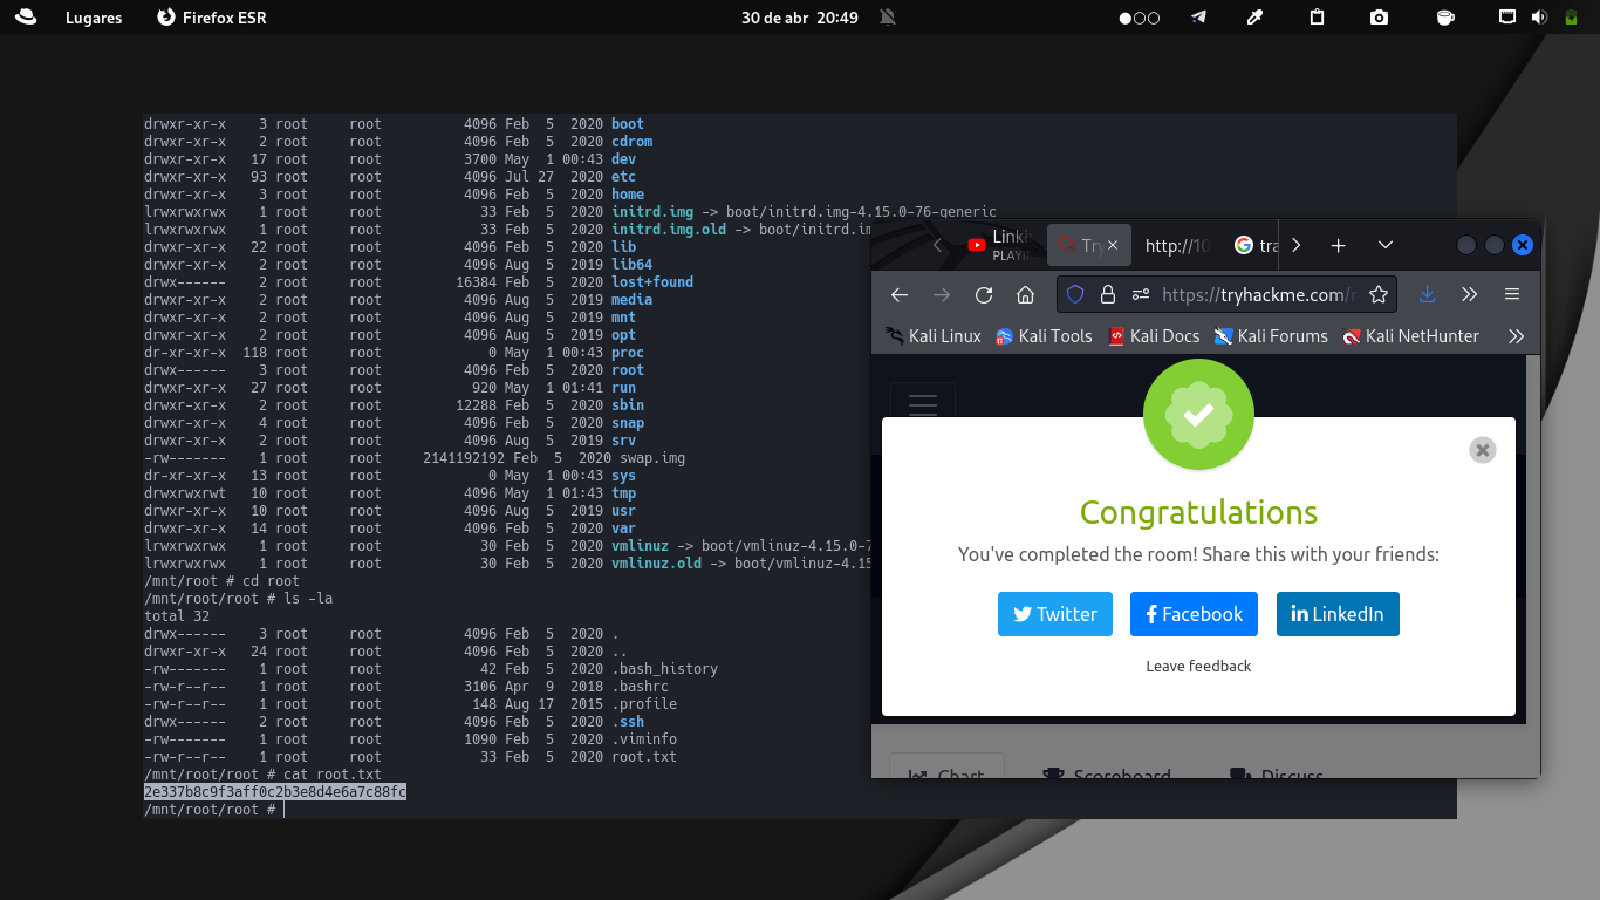 Lugares Firefox ESR 30 de abr 20:49
drwxr-xr-x 3 root root 4096 Feb 5 2020 boot
drwxr-xr-x 2 root root 4096 Feb 5 2020 cdrom
drwxr-xr-x 17 root root 3700 May 1 00:43 dev
drwxr-xr-x 93 root root 4096 Jul 27 2020 etc
drwxr-xr-x 3 root root 4096 Feb 5 2020 home
lrwxrwxrwx 1 root root 33 Feb 5 2020 initrd.img -> boot/initrd.img-4.15.0-76-generic
lrwxrwxrwx 1 root root 33 Feb 5 2020 initrd.img.old -> boot/initrd.im
drwxr-xr-x 22 root root 4096 Feb 5 2020 lib
drwxr-xr-x 2 root root 4096 Aug 5 2019 lib64
drwx------ 2 root root 16384 Feb 5 2020 lost+found
drwxr-xr-x 2 root root 4096 Aug 5 2019 media
drwxr-xr-x 2 root root 4096 Aug 5 2019 mnt
drwxr-xr-x 2 root root 4096 Aug 5 2019 opt
dr-xr-xr-x 118 root root 0 May 1 00:43 proc
drwx------ 3 root root 4096 Feb 5 2020 root
drwxr-xr-x 27 root root 920 May 1 01:41 run
drwxr-xr-x 2 root root 12288 Feb 5 2020 sbin
drwxr-xr-x 4 root root 4096 Feb 5 2020 snap
drwxr-xr-x 2 root root 4096 Aug 5 2019 srv
-rw------- 1 root root 2141192192 Feb 5 2020 swap.img
dr-xr-xr-x 13 root root 0 May 1 00:43 sys
drwxrwxrwt 10 root root 4096 May 1 01:43 tmp
drwxr-xr-x 10 root root 4096 Aug 5 2019 usr
drwxr-xr-x 14 root root 4096 Feb 5 2020 var
lrwxrwxrwx 1 root root 30 Feb 5 2020 vmlinuz -> boot/vmlinuz-4.15.0-7
lrwxrwxrwx 1 root root 30 Feb 5 2020 vmlinuz.old -> boot/vmlinuz-4.15
/mnt/root # cd root
/mnt/root/root # ls -la
total 32
drwx------ 3 root root 4096 Feb 5 2020 .
drwxr-xr-x 24 root root 4096 Feb 5 2020 ..
-rw------- 1 root root 42 Feb 5 2020 .bash_history
-rw-r--r-- 1 root root 3106 Apr 9 2018 .bashrc
-rw-r--r-- 1 root root 148 Aug 17 2015 .profile
drwx------ 2 root root 4096 Feb 5 2020 .ssh
-rw------- 1 root root 1090 Feb 5 2020 .viminfo
-rw-r--r-- 1 root root 33 Feb 5 2020 root.txt
/mnt/root/root # cat root.txt
2e337b8c9f3aff0c2b3e8d4e6a7c88fc
/mnt/root/root #
Linki
PLAYI
Try http://10 tra
https://tryhackme.com/r
Kali Linux Kali Tools Kali Docs Kali Forums Kali NetHunter
Congratulations
You've completed the room! Share this with your friends:
Twitter Facebook LinkedIn
Leave feedback
Chart Scoreboard Discuss